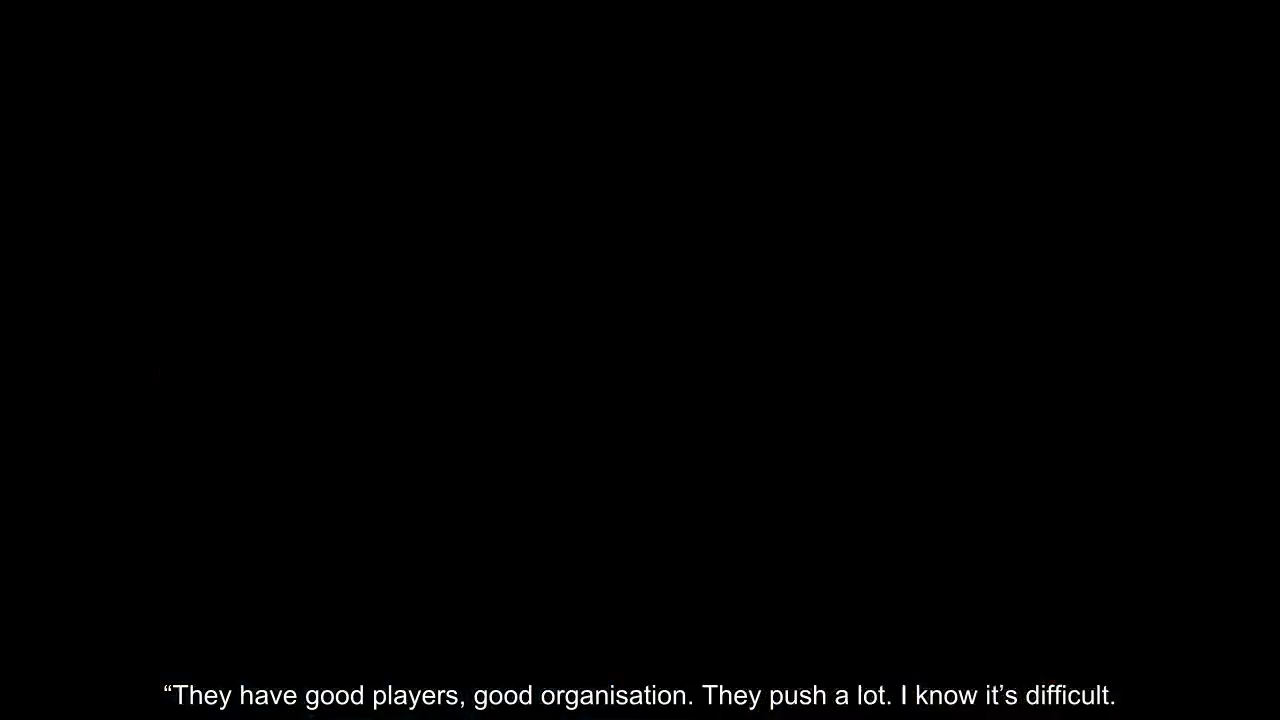 “They have good players, good organisation. They push a lot. I know it’s difficult.